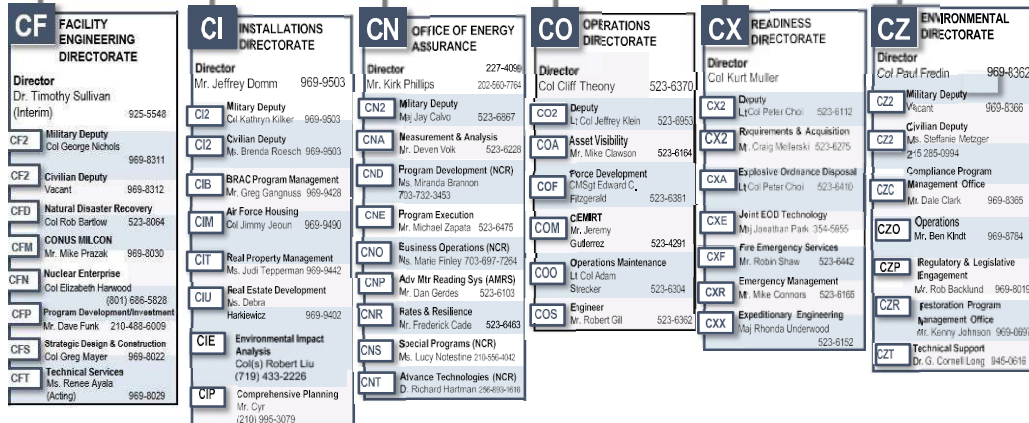 CF FACILITY
ENGINEERING
DIRECTORATE
Director
Dr. Timothy Sullivan
(Interim) 925-5548
CF2 Military Deputy
Col George Nichols
969-8311
CF2 Civilian Deputy
Vacant 969-8312
CFD Natural Disaster Recovery
Col Rob Bartow 523-8064
CFM CONUS MILCON
Mr. Mike Prazak 969-8030
CFN Nuclear Enterprise
Col Elizabeth Harwood
(801) 686-5828
CFP Program Development/Investment
Mr. Dave Funk 210-488-6009
CFS Strategic Design & Construction
Col Greg Mayer 969-8022
CFT Technical Services
Ms. Renee Ayala
(Acting) 969-8029
CI INSTALLATIONS
DIRECTORATE
Director
Mr. Jeffrey Domm 969-9503
CI2 Military Deputy
Col Kathryn Kilker 969-9503
CI2 Civilian Deputy
Ms. Brenda Roesch 969-9503
CIB BRAC Program Management
Mr. Greg Gangnuss 969-9428
CIM Air Force Housing
Col Jimmy Jeoun 969-9490
CIT Real Property Management
Ms. Judi Tepperman 969-9442
CIU Real Estate Development
Ms. Debra
Harkiewicz 969-9402
CIE Environmental Impact
Analysis
Col(s) Robert Liu
(719) 433-2226
CIP Comprehensive Planning
Mr. Cyr
(210) 995-3079
CN OFFICE OF ENERGY
ASSURANCE
Director 227-4099
Mr. Kirk Phillips 202-560-7764
CN2 Military Deputy
Maj Jay Calvo 523-6867
CNA Measurement & Analysis
Mr. Deven Volk 523-6228
CND Program Development (NCR)
Ms. Miranda Brannon
703-732-3453
CNE Program Execution
Mr. Michael Zapata 523-6475
CNO Business Operations (NCR)
Ms. Marie Finley 703-697-7264
CNP Adv Mtr Reading Sys (AMRS)
Mr. Dan Gerdes 523-6103
CNR Rates & Resilience
Mr. Frederick Cade 523-6463
CNS Special Programs (NCR)
Ms. Lucy Notestine 210-556-4042
CNT Advance Technologies (NCR)
D. Richard Hartman 256-893-1616
CO OPERATIONS
DIRECTORATE
Director
Col Cliff Theony 523-6370
CO2 Deputy
Lt Col Jeffrey Klein 523-6953
COA Asset Visibility
Mr. Mike Clawson 523-6164
COF Force Development
CMSgt Edward C.
Fitzgerald 523-6381
COM CEMIRT
Mr. Jeremy
Gutierrez 523-4291
COO Operations Maintenance
Lt Col Adam
Strecker 523-6304
COS Engineer
Mr. Robert Gill 523-6362
CX READINESS
DIRECTORATE
Director
Col Kurt Muller
CX2 Deputy
Lt Col Peter Choi 523-6112
CX2 Requirements & Acquisition
Mr. Craig Mellerski 523-6275
CXA Explosive Ordnance Disposal
Lt Col Peter Choi 523-6410
CXE Joint EOD Technology
Maj Jonathan Park 354-5655
CXF Fire Emergency Services
Mr. Robin Shaw 523-6442
CXR Emergency Management
Mr. Mike Connors 523-6165
CXX Expeditionary Engineering
Maj Rhonda Underwood
523-6152
CZ ENVIRONMENTAL
DIRECTORATE
Director
Col Paul Fredin 969-8362
CZ2 Military Deputy
Vacant 969-8366
CZ2 Civilian Deputy
Ms. Steffanie Metzger
215 285-0994
CZC Compliance Program
Management Office
Mr. Dale Clark 969-8365
CZO Operations
Mr. Ben Kindt 969-8784
CZP Regulatory & Legislative
Engagement
Mr. Rob Backlund 969-8019
CZR Restoration Program
Management Office
Mr. Kenny Johnson 969-0697
CZT Technical Support
Dr. G. Cornell Long 945-0616